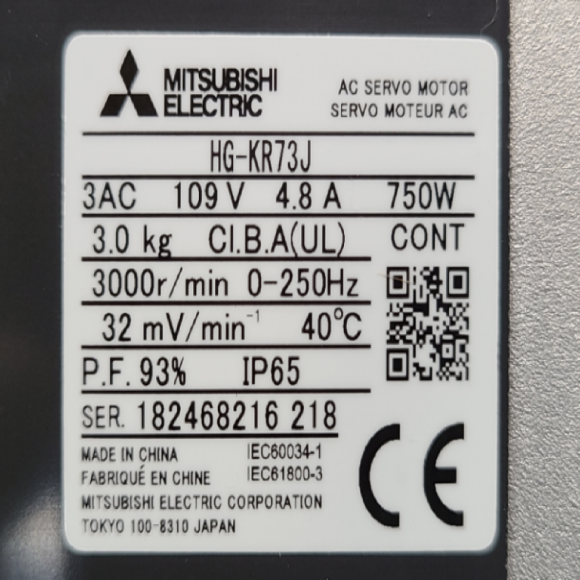 MITSUBISHI
ELECTRIC
AC SERVO MOTOR
SERVO MOTEUR AC
HG-KR73J
3AC 109 V 4.8 A 750W
3.0 kg CI.B.A(UL) CONT
3000r/min 0-250Hz
32 mV/min⁻¹ 40℃
P.F. 93% IP65
SER. 182468216 218
MADE IN CHINA IEC60034-1
FABRIQUÉ EN CHINE IEC61800-3
MITSUBISHI ELECTRIC CORPORATION
TOKYO 100-8310 JAPAN
CE